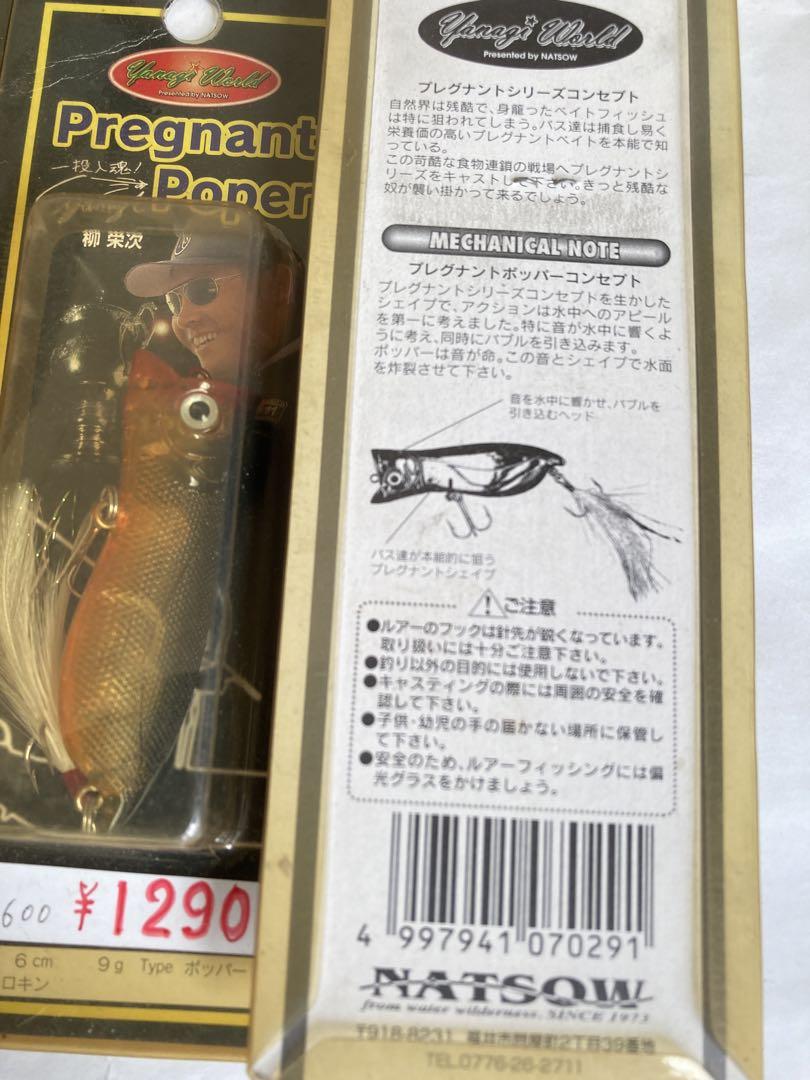 Yanagi World
Presented by NATSOW
Pregnant
一投入魂!
Poper
柳 栄次
600 ¥1290
6cm 9g Type ポッパー
ロキン
Yanagi World
Presented by NATSOW
プレグナントシリーズコンセプト
自然界は残酷で、身籠ったベイトフィッシュ
は特に狙われてしまう。バス達は捕食し易く
栄養価の高いプレグナントベイトを本能で知
っている。
この苛酷な食物連鎖の戦場へプレグナントシ
リーズをキャストして下さい。きっと残酷な
奴が襲い掛かって来るでしょう。
MECHANICAL NOTE
プレグナントポッパーコンセプト
プレグナントシリーズコンセプトを生かした
シェイプで、アクションは水中へのアピール
を第一に考えました。特に音が水中に響くよ
うに考え、同時にバブルを引き込みます。
ポッパーは音が命。この音とシェイプで水面
を炸裂させて下さい。
音を水中に響かせ、バブルを
引き込むヘッド
バス達が本能的に狙う
プレグナントシェイプ
ご注意
●ルアーのフックは針先が鋭くなっています。
取り扱いには十分ご注意下さい。
●釣り以外の目的には使用しないで下さい。
●キャスティングの際には周囲の安全を確
認して下さい。
●子供・幼児の手の届かない場所に保管し
て下さい。
●安全のため、ルアーフィッシングには偏
光グラスをかけましょう。
4 997941 070291
NATSOW
from water wilderness. SINCE 1973
〒918-8231 福井市問屋町2丁目39番地
TEL.0776-26-2711